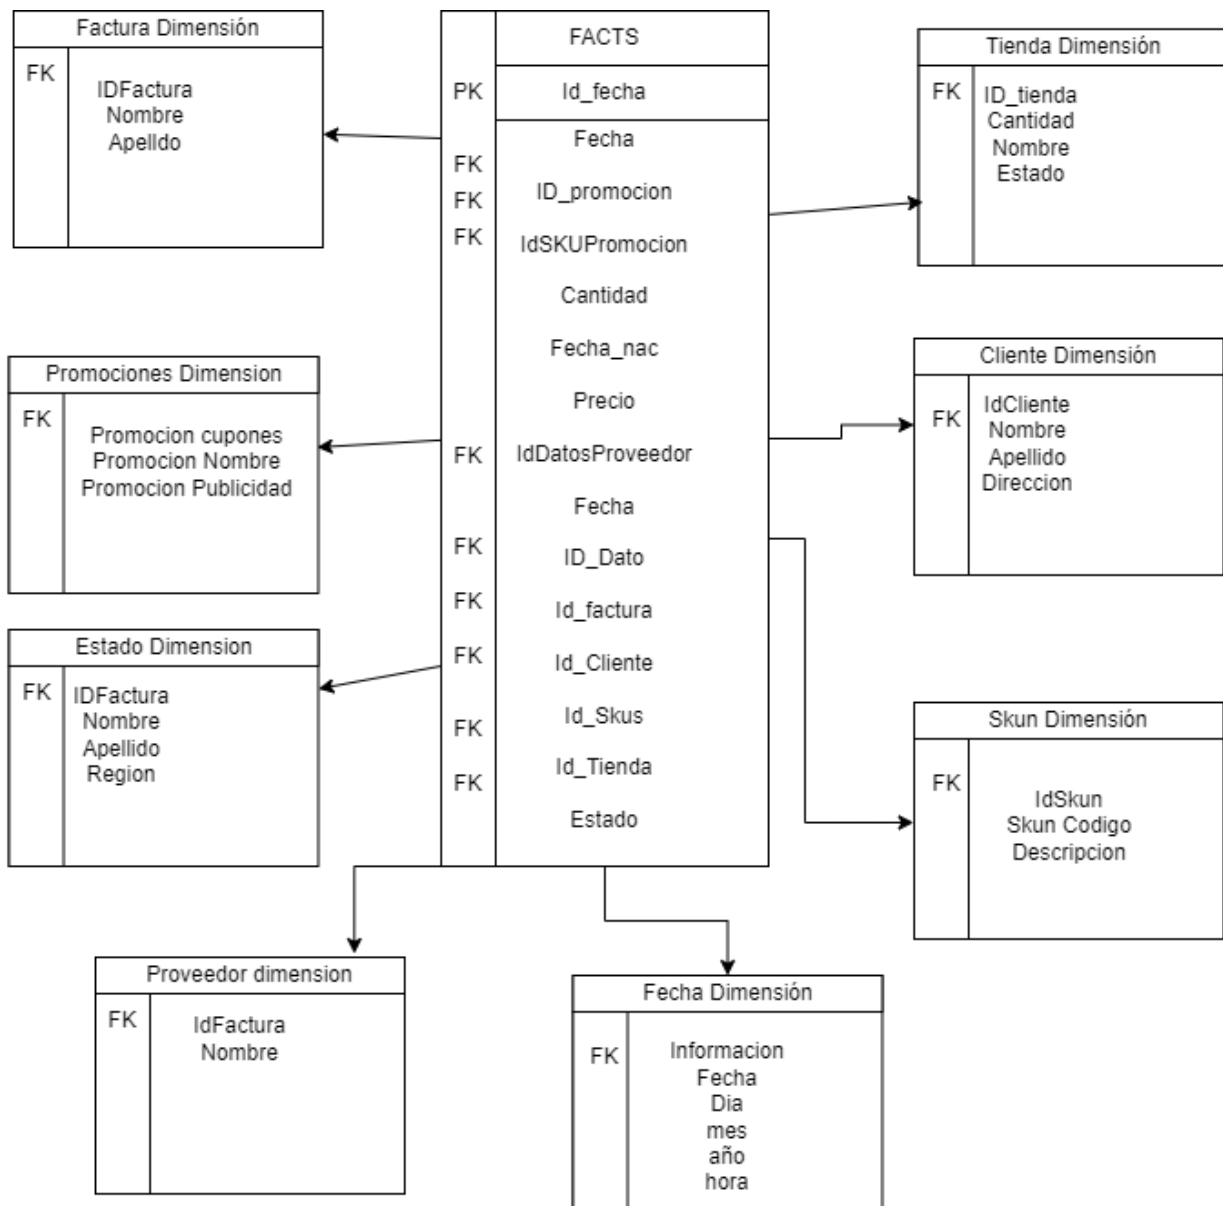 Factura Dimensión
FK
IDFactura
Nombre
Apelldo
FACTS
PK
Id_fecha
Fecha
FK
ID_promocion
FK
FK
IdSKUPromocion
Cantidad
Fecha_nac
Precio
FK
IdDatosProveedor
Fecha
FK
ID_Dato
FK
Id_factura
FK
Id_Cliente
Id_Skus
FK
Id_Tienda
FK
Estado
Tienda Dimensión
FK
ID_tienda
Cantidad
Nombre
Estado
Promociones Dimension
FK
Promocion cupones
Promocion Nombre
Promocion Publicidad
Cliente Dimensión
FK
IdCliente
Nombre
Apellido
Direccion
Estado Dimension
FK
IDFactura
Nombre
Apellido
Region
Skun Dimensión
FK
IdSkun
Skun Codigo
Descripcion
Proveedor dimension
FK
IdFactura
Nombre
Fecha Dimensión
FK
Informacion
Fecha
Dia
mes
año
hora